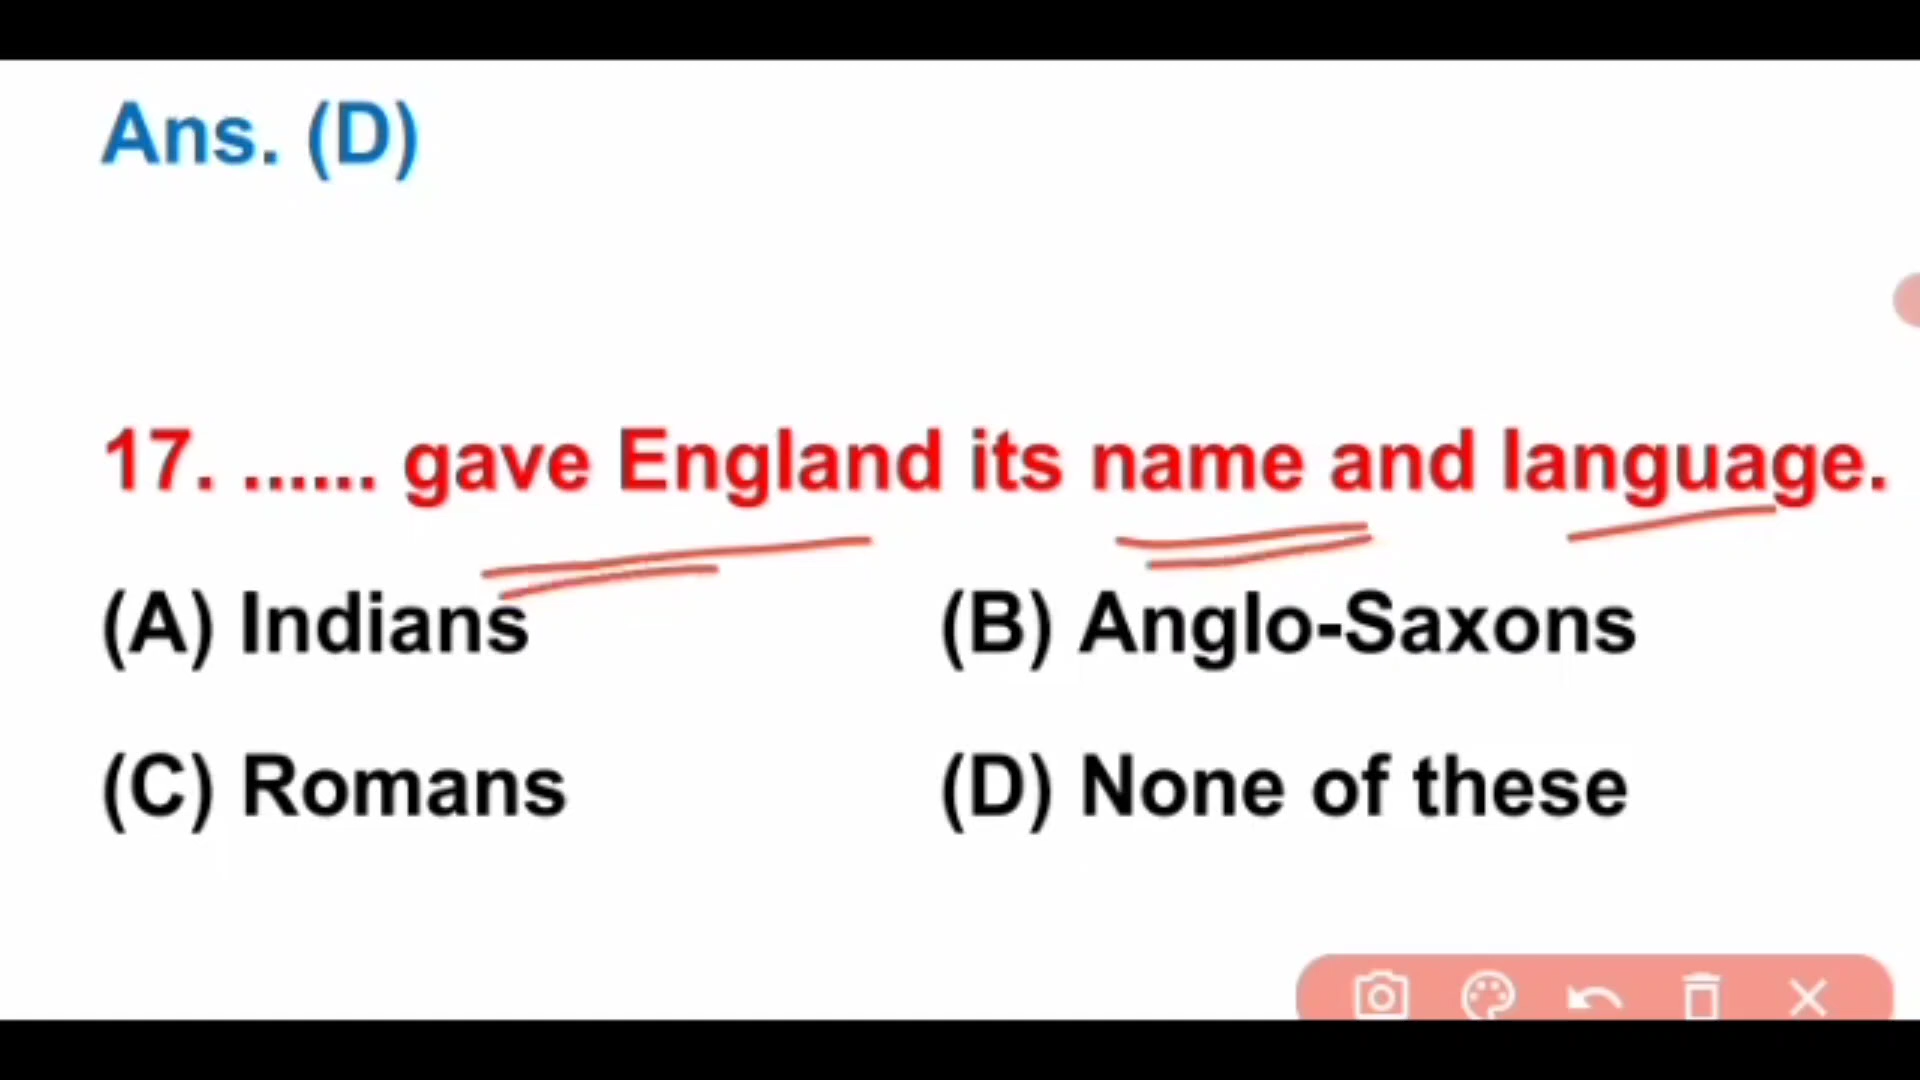 Ans. (D)
17. ...... gave England its name and language.
(A) Indians (B) Anglo-Saxons
(C) Romans (D) None of these